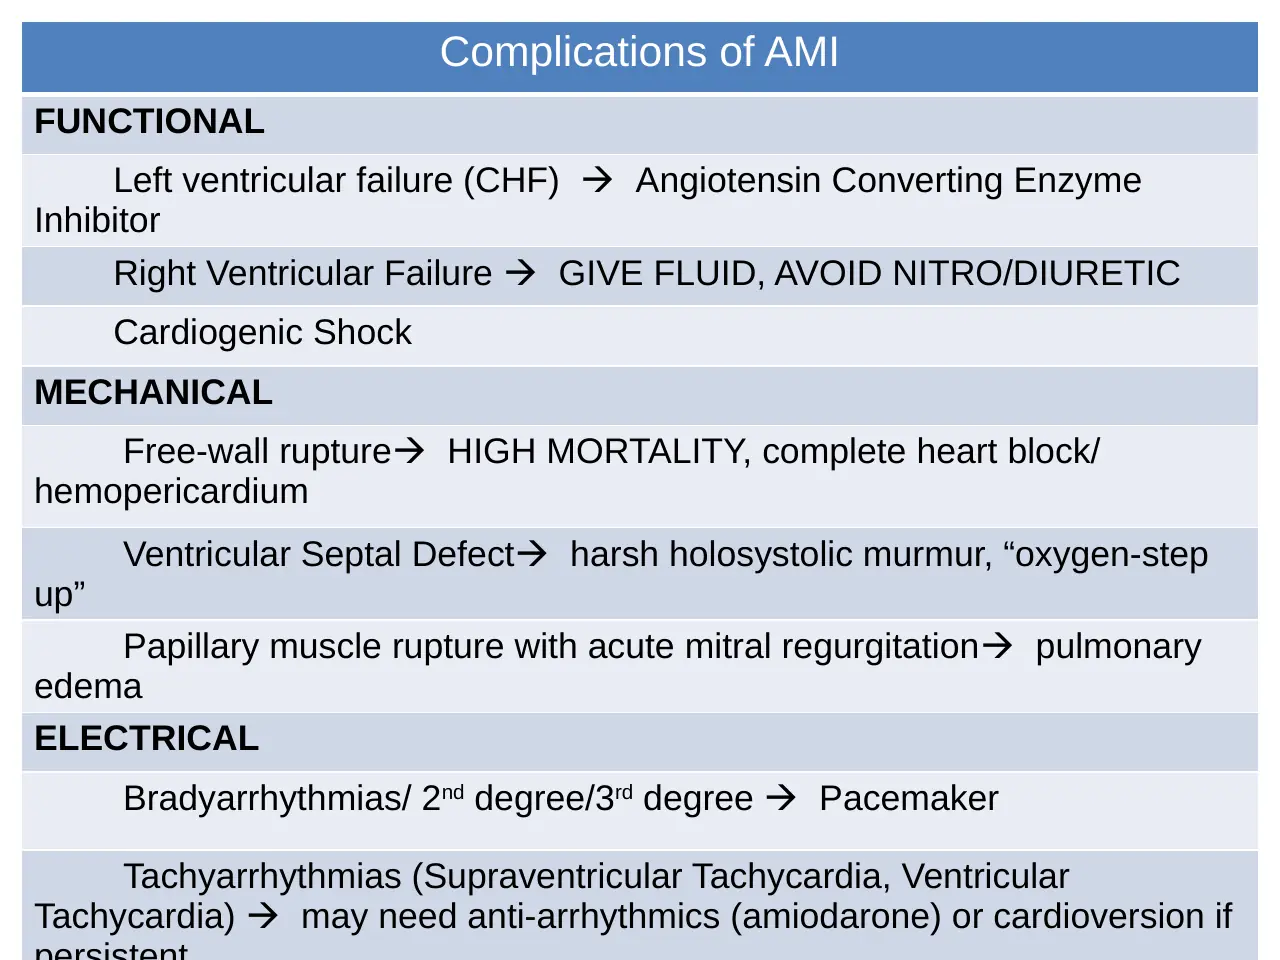 Complications of AMI
FUNCTIONAL
Left ventricular failure (CHF) → Angiotensin Converting Enzyme
Inhibitor
Right Ventricular Failure → GIVE FLUID, AVOID NITRO/DIURETIC
Cardiogenic Shock
MECHANICAL
Free-wall rupture→ HIGH MORTALITY, complete heart block/
hemopericardium
Ventricular Septal Defect→ harsh holosystolic murmur, “oxygen-step
up”
Papillary muscle rupture with acute mitral regurgitation→ pulmonary
edema
ELECTRICAL
Bradyarrhythmias/ 2nd degree/3rd degree → Pacemaker
Tachyarrhythmias (Supraventricular Tachycardia, Ventricular
Tachycardia) → may need anti-arrhythmics (amiodarone) or cardioversion if
persistent